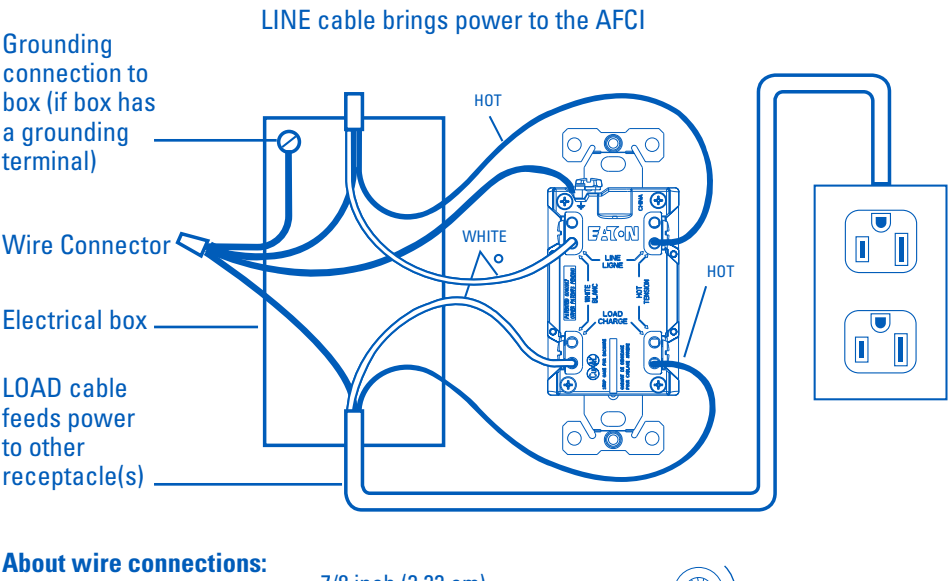 LINE cable brings power to the AFCI
Grounding
connection to
box (if box has
a grounding
terminal)
HOT
CHINA
Wire Connector
WHITE
EATON
LINE
LIGNE
HOT
WHITE
BLANC
HOT
TENSION
Electrical box
LOAD
CHARGE
LOAD cable
feeds power
to other
receptacle(s)
About wire connections: